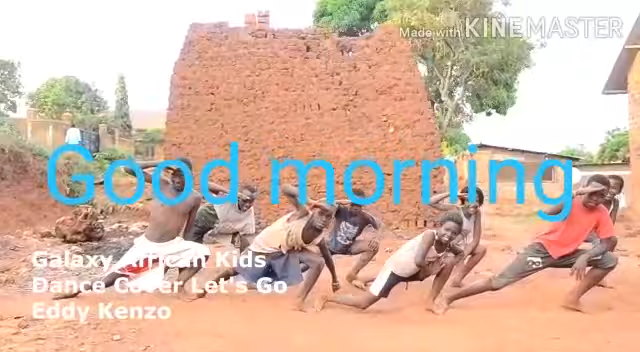 Made with KINEMASTER
Good morning
Galaxy African Kids
Dance Cover Let's Go
Eddy Kenzo